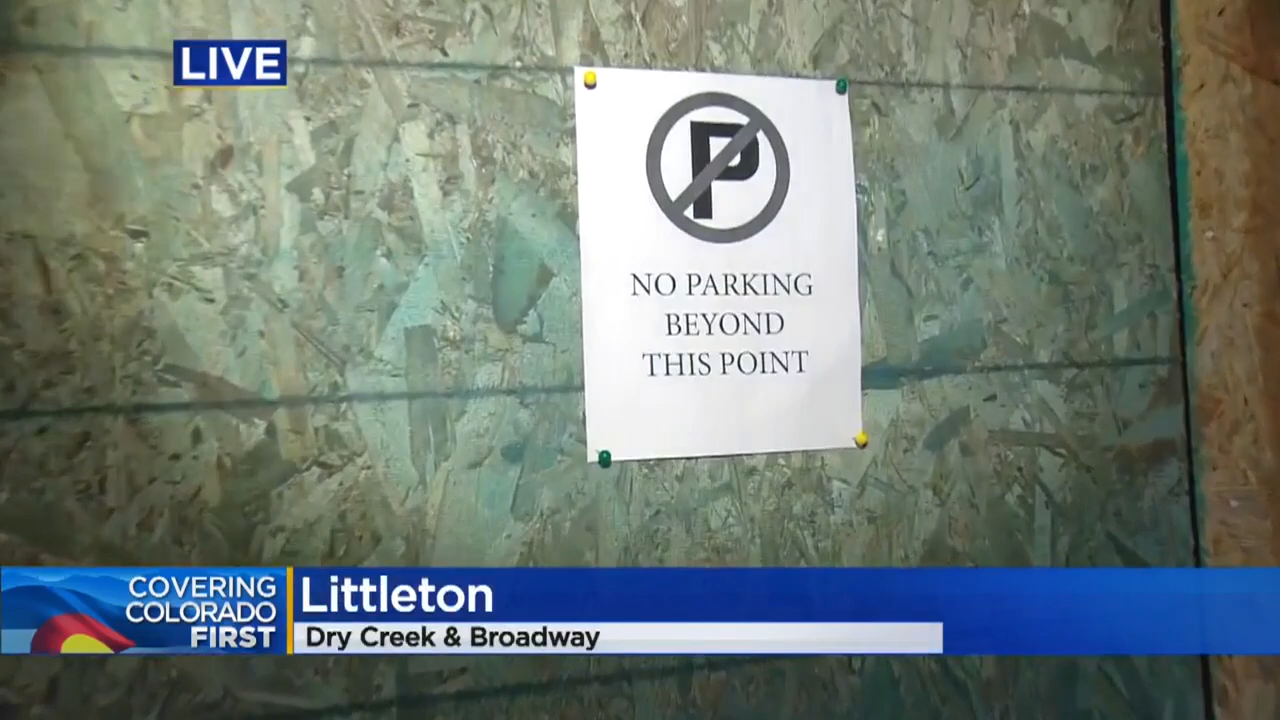 LIVE
P
NO PARKING
BEYOND
THIS POINT
COVERING
COLORADO
FIRST
Littleton
Dry Creek & Broadway